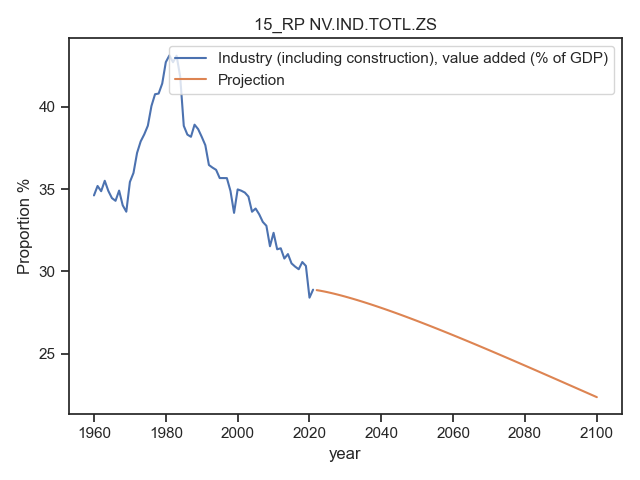 15_RP NV.IND.TOTL.ZS
Industry (including construction), value added (% of GDP)
Projection
Proportion %
40
35
30
25
1960
1980
2000
2020
2040
2060
2080
2100
year